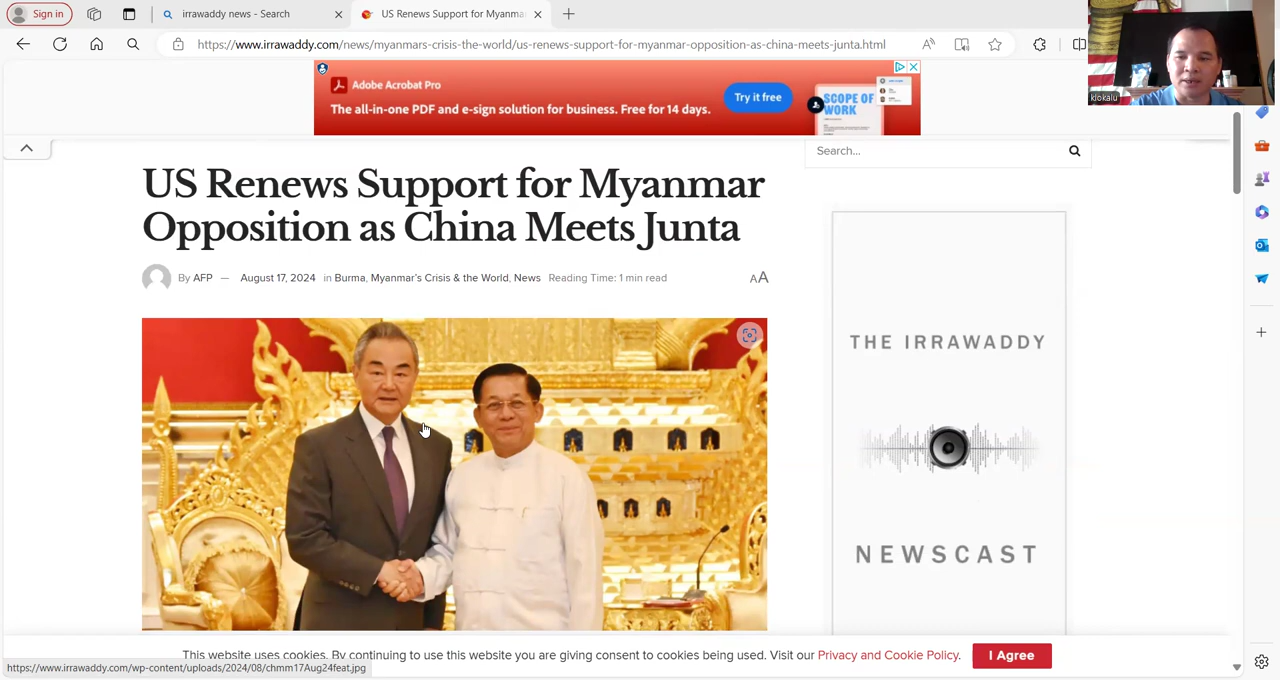 Sign in
irrawaddy news - Search
US Renews Support for Myanmar
https://www.irrawaddy.com/news/myanmars-crisis-the-world/us-renews-support-for-myanmar-opposition-as-china-meets-junta.html
klokalu
Adobe Acrobat Pro
The all-in-one PDF and e-sign solution for business. Free for 14 days.
Try it free
SCOPE OF
WORK
Search...
US Renews Support for Myanmar
Opposition as China Meets Junta
By AFP — August 17, 2024 in Burma, Myanmar's Crisis & the World, News Reading Time: 1 min read
AA
THE IRRAWADDY
NEWSCAST
This website uses cookies. By continuing to use this website you are giving consent to cookies being used. Visit our Privacy and Cookie Policy.
I Agree
https://www.irrawaddy.com/wp-content/uploads/2024/08/chmm17Aug24feat.jpg